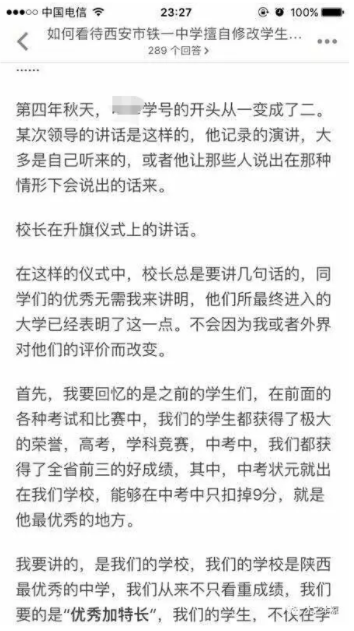 中国电信
23:27
100%
如何看待西安市铁一中学擅自修改学生...
289 个回答 >
......
第四年秋天， 学号的开头从一变成了二。
某次领导的讲话是这样的，他记录的演讲，大
多是自己听来的，或者他让那些人说出在那种
情形下会说出的话来。
校长在升旗仪式上的讲话。
在这样的仪式中，校长总是要讲几句话的，同
学们的优秀无需我来讲明，他们所最终进入的
大学已经表明了这一点。不会因为我或者外界
对他们的评价而改变。
首先，我要回忆的是之前的学生们，在前面的
各种考试和比赛中，我们的学生都获得了极大
的荣誉，高考，学科竞赛，中考中，我们都获
得了全省前三的好成绩，其中，中考状元就出
在我们学校，能够在中考中只扣掉9分，就是
他最优秀的地方。
我要讲的，是我们的学校，我们的学校是陕西
最优秀的中学，我们从来不只看重成绩，我们
要的是“优秀加特长”，我们的学生，不仅在学